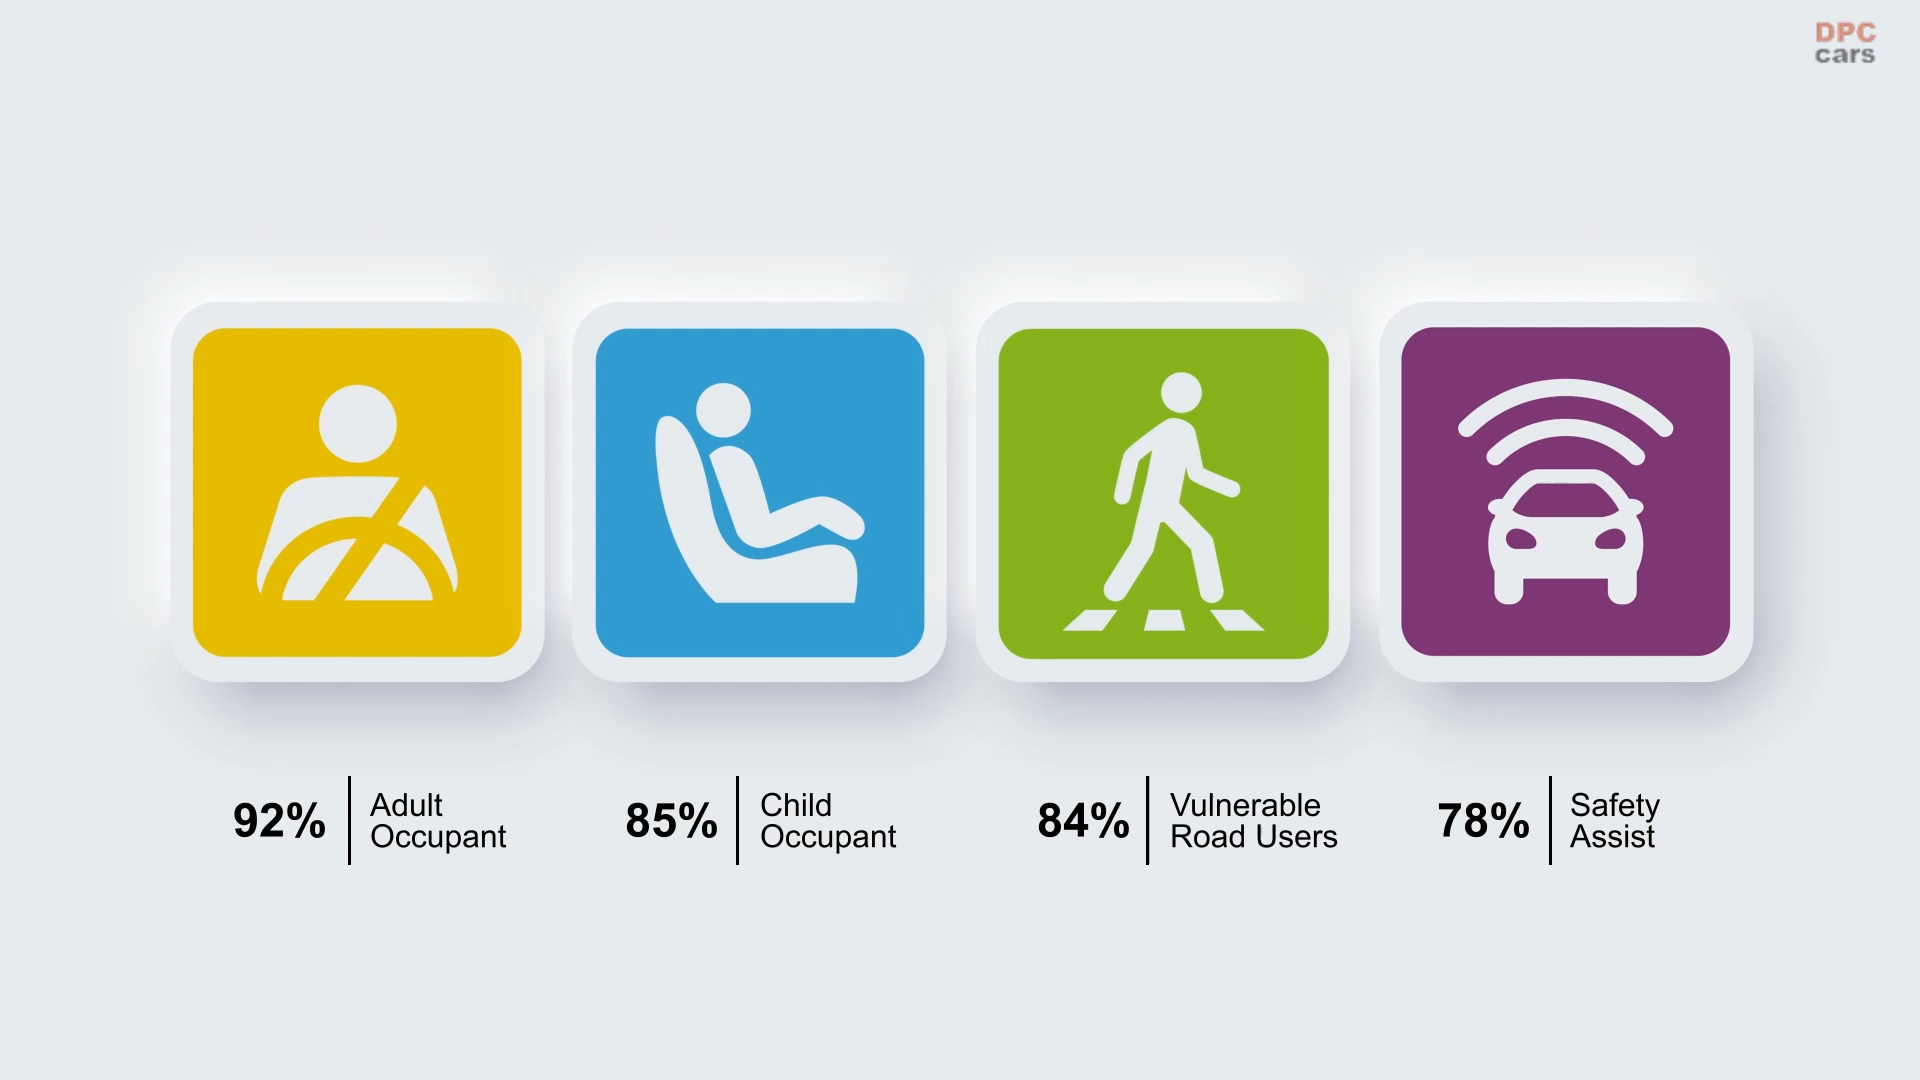 DPC
cars
92%
Adult
Occupant
85%
Child
Occupant
84%
Vulnerable
Road Users
78%
Safety
Assist